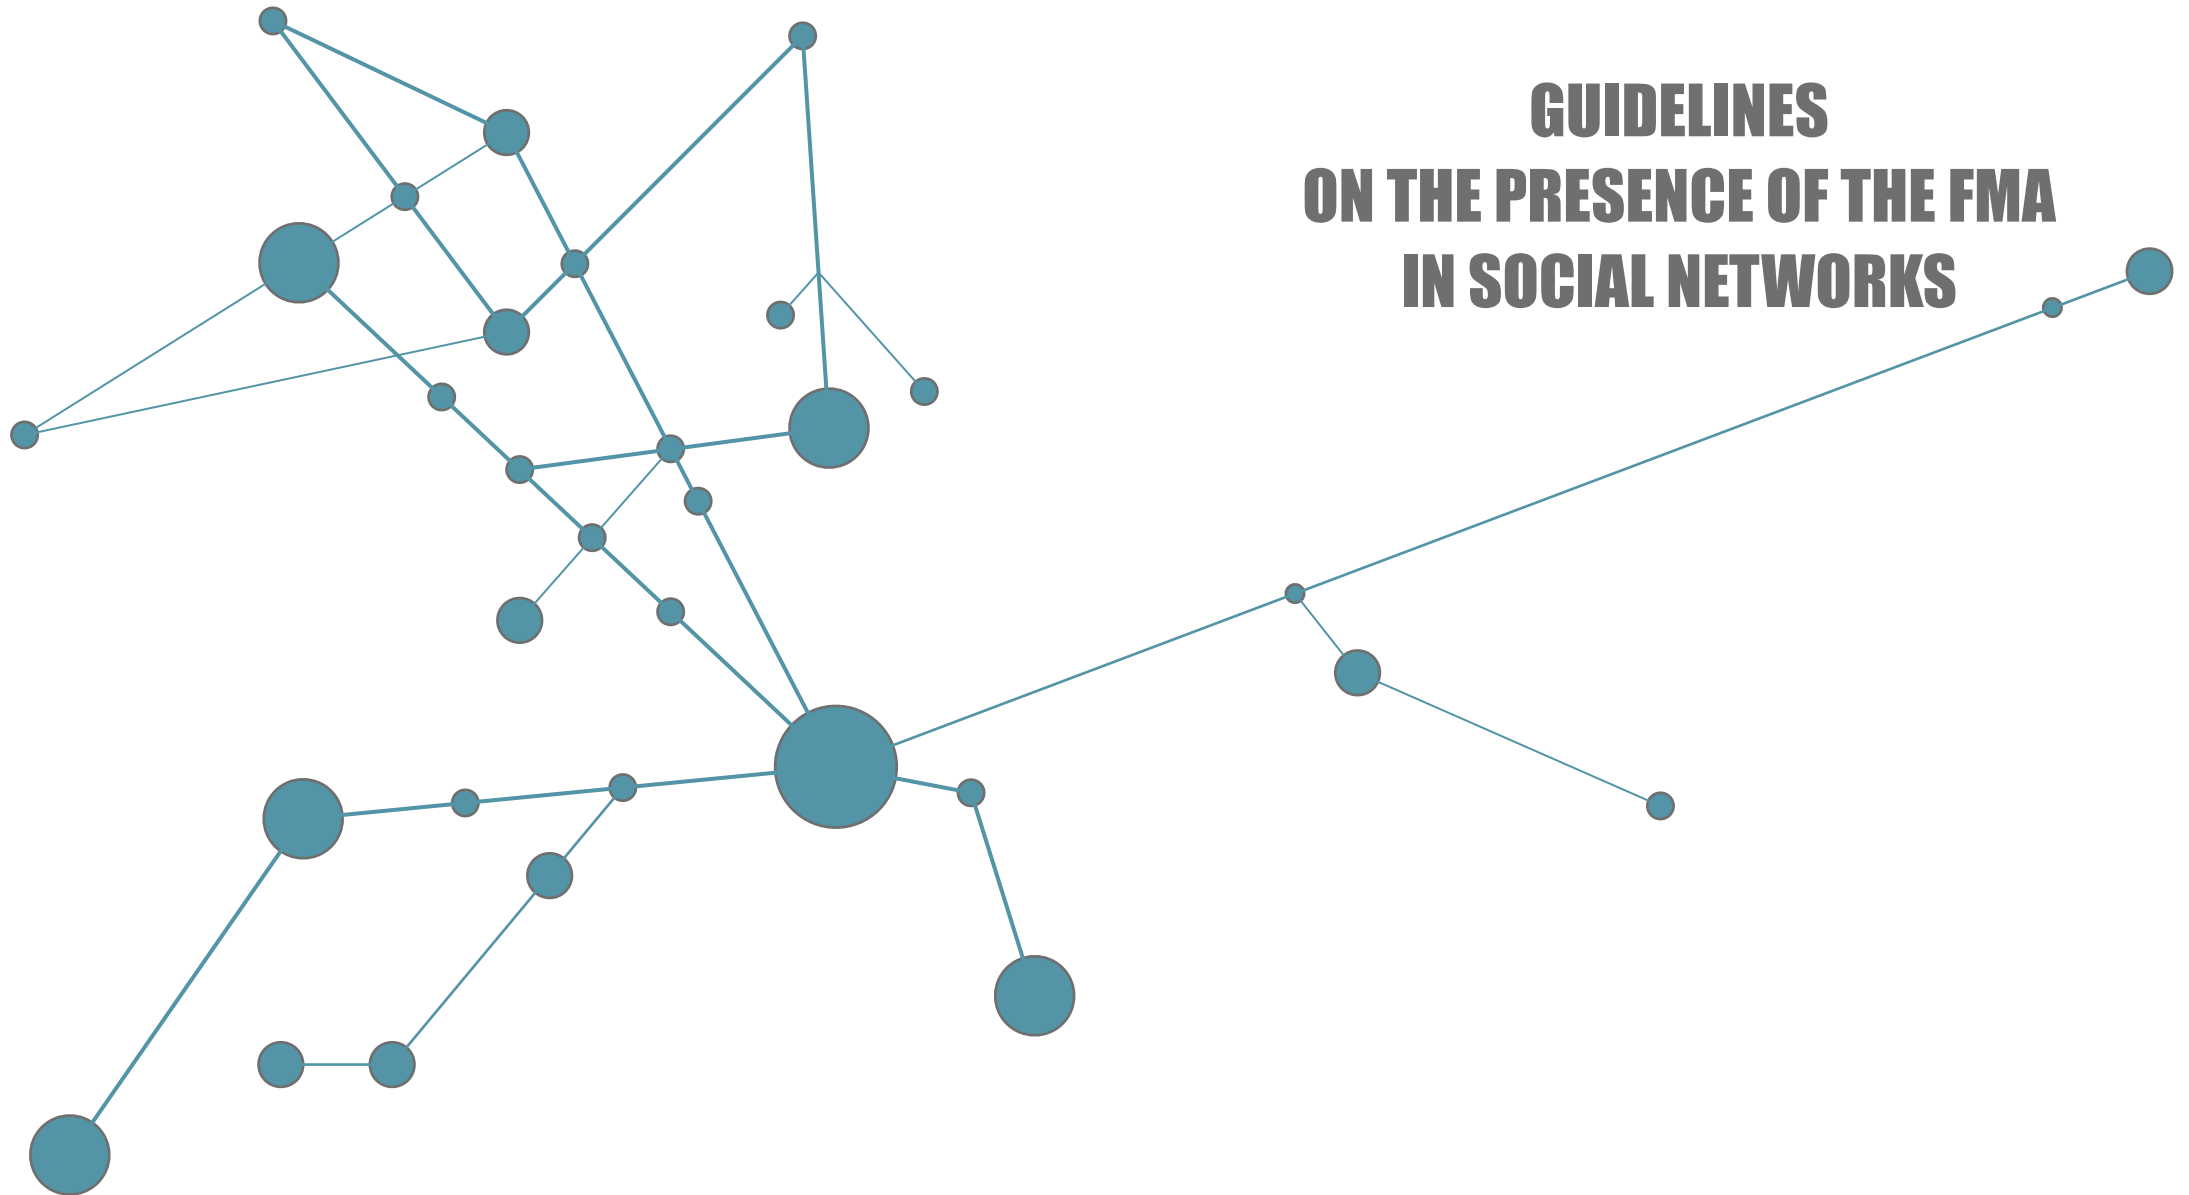 GUIDELINES
ON THE PRESENCE OF THE FMA
IN SOCIAL NETWORKS